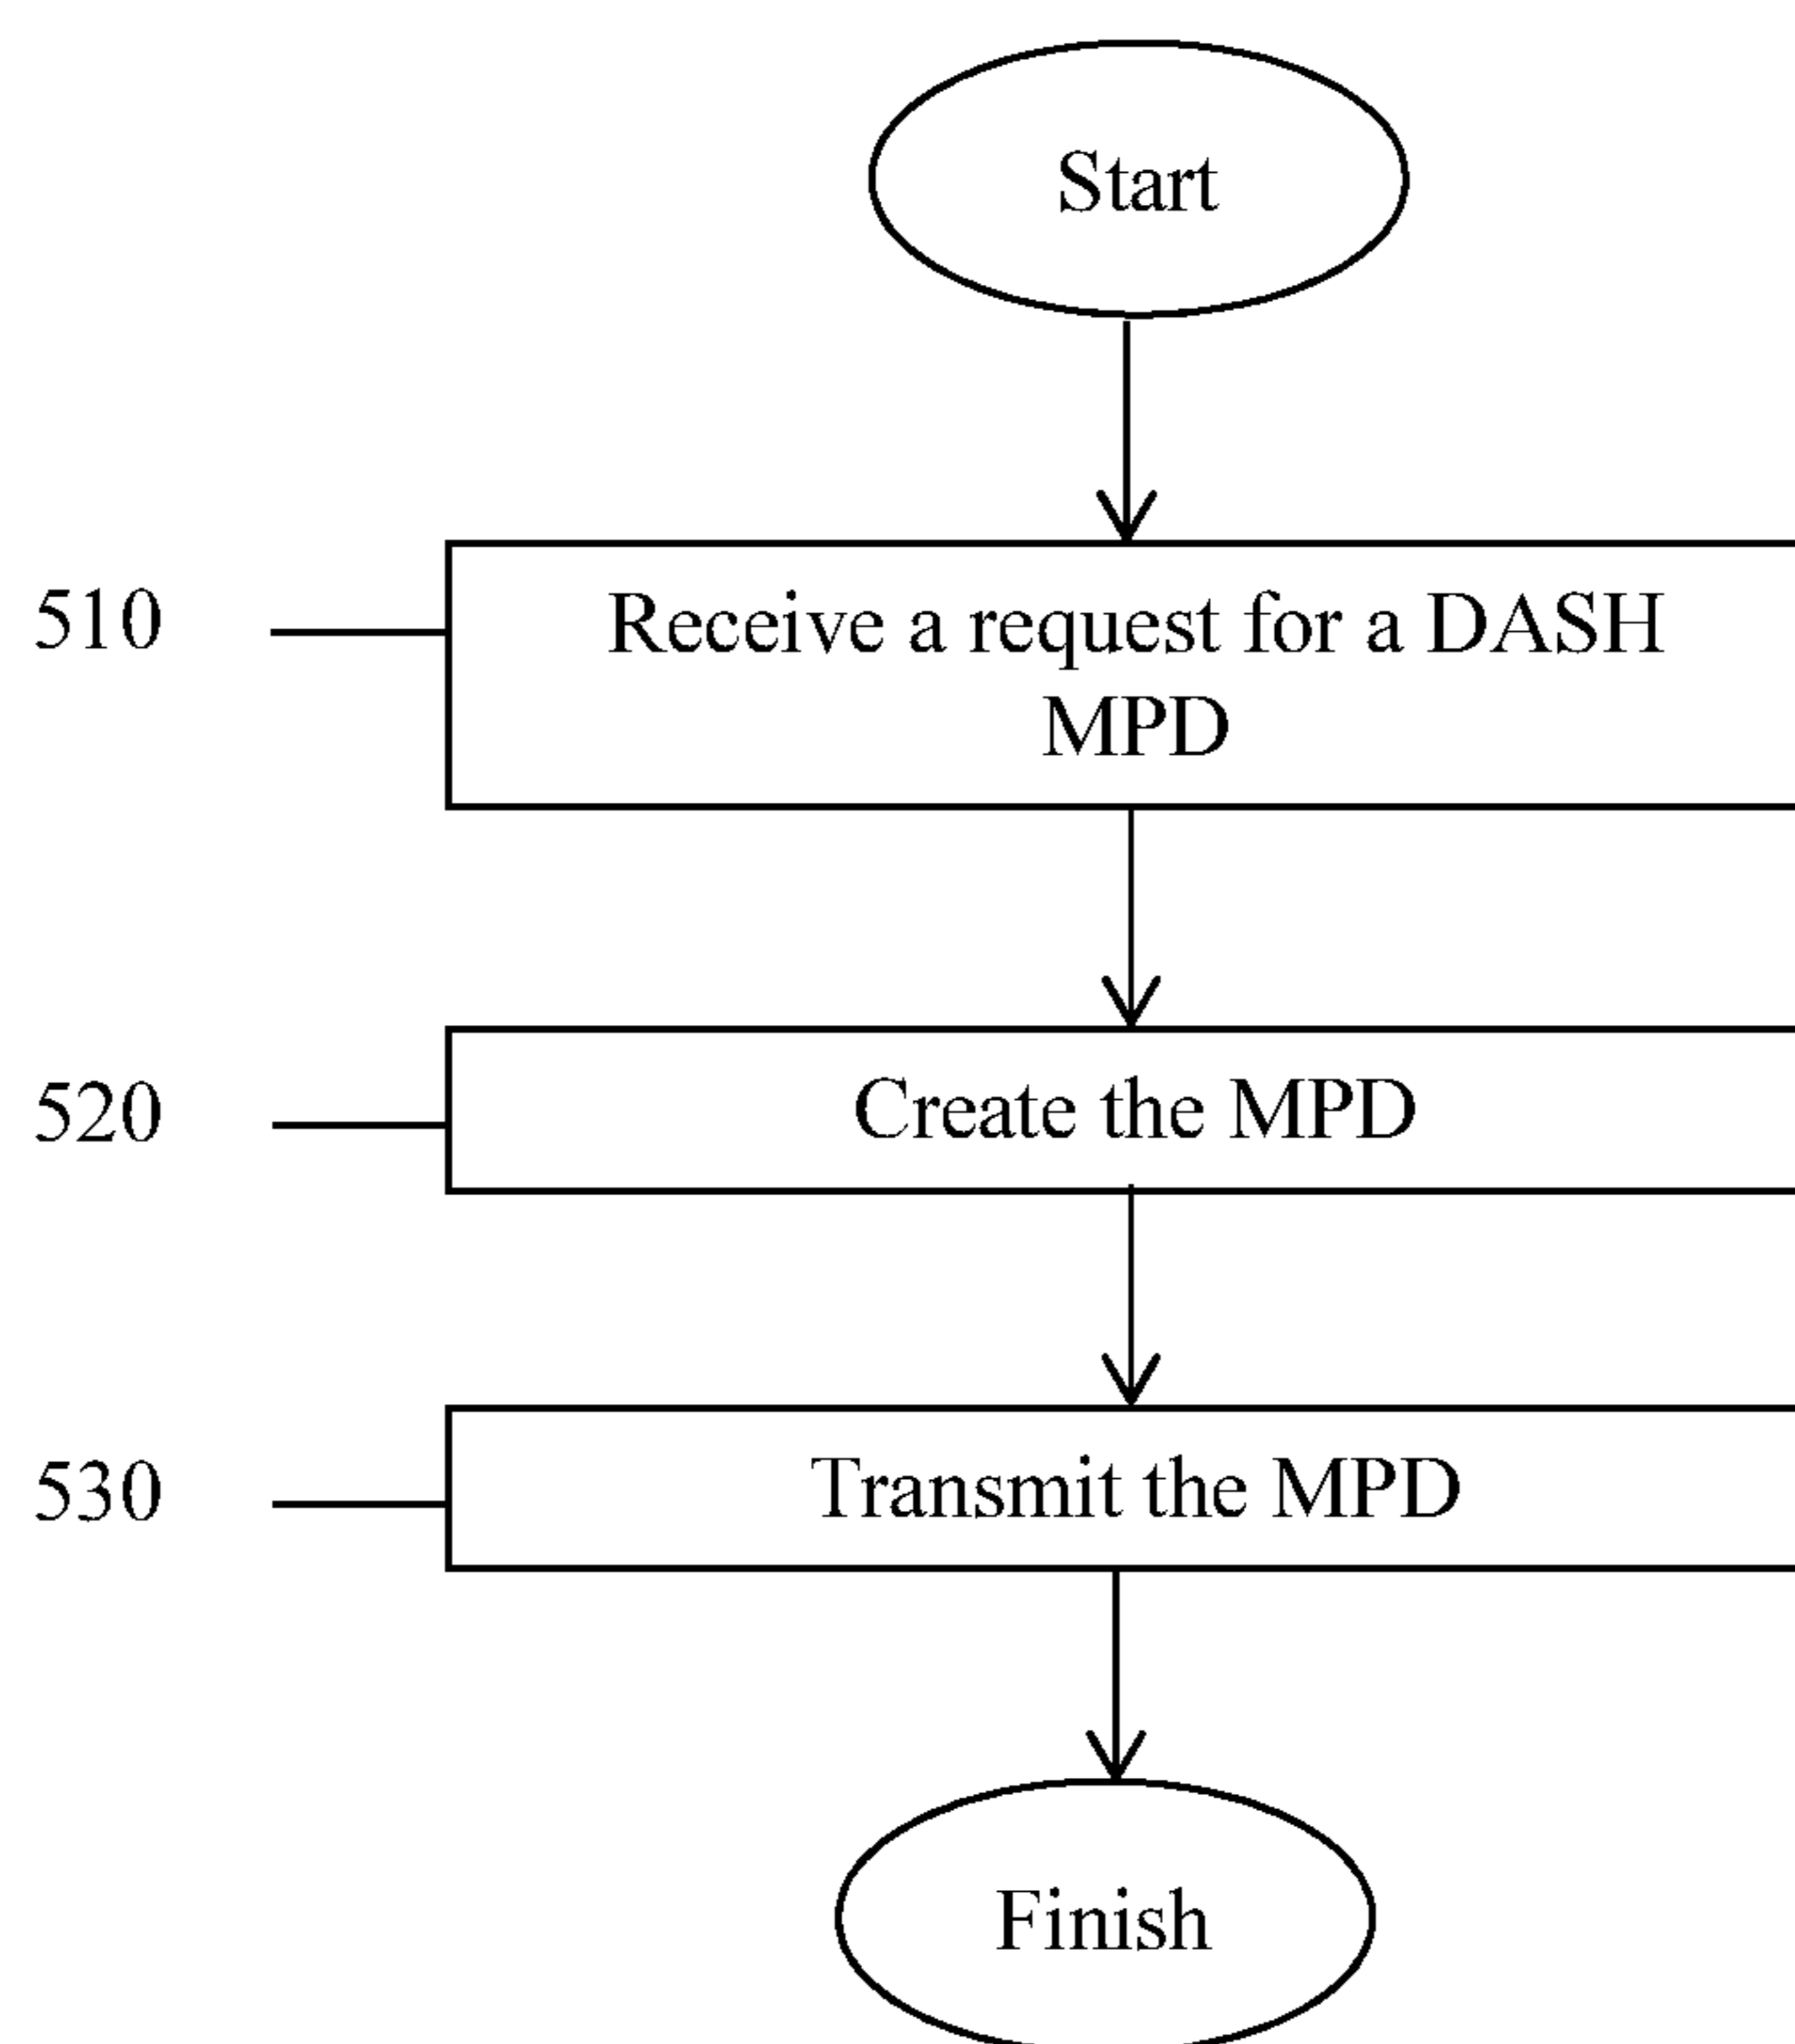 Start
510
Receive a request for a DASH
MPD
520
Create the MPD
530
Transmit the MPD
Finish